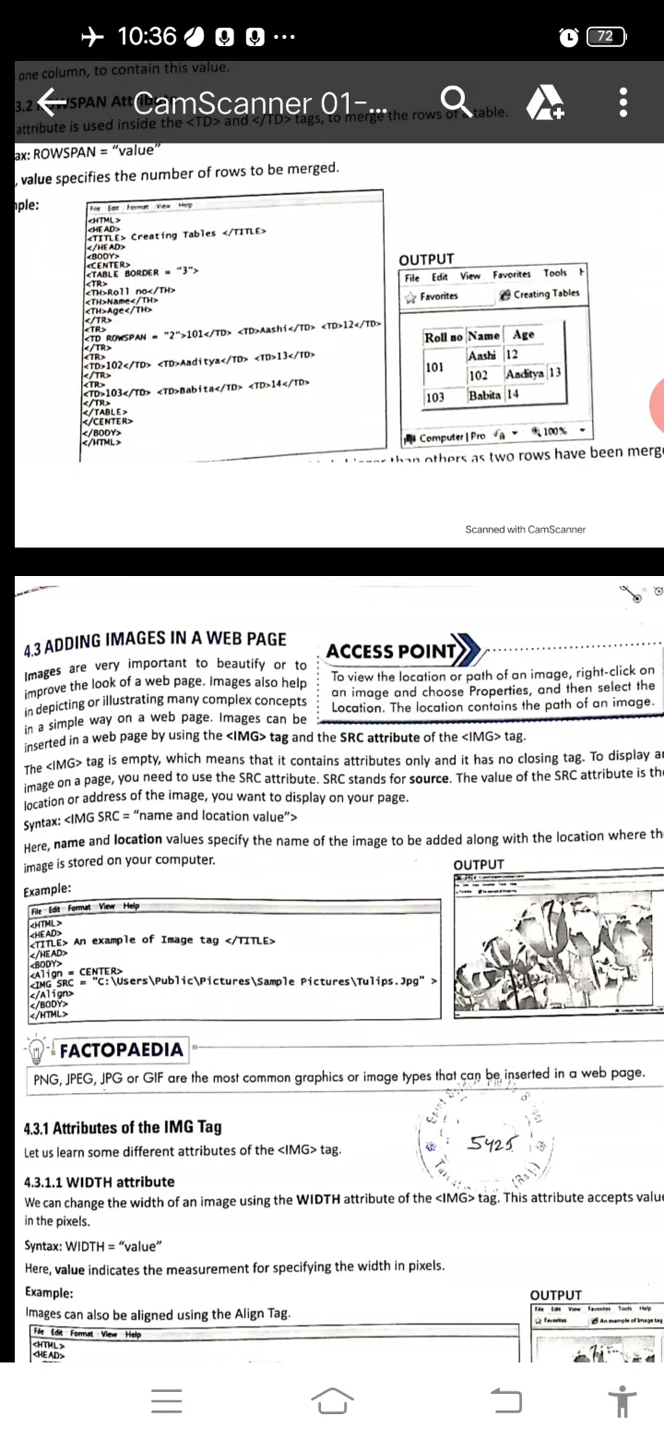 10:36
72
one column, to contain this value.
CamScanner 01-...
attribute is used inside the <TD> and </TD> tags, to merge the rows of a table.
ax: ROWSPAN = "value"
, value specifies the number of rows to be merged.
ple:
File Edit Format View Help
<HTML>
<HEAD>
<TITLE> Creating Tables </TITLE>
</HEAD>
<BODY>
<CENTER>
<TABLE BORDER = "3">
<TR>
<TH>Roll no</TH>
<TH>Name</TH>
<TH>Age</TH>
</TR>
<TR>
<TD ROWSPAN = "2">101</TD> <TD>Aashi</TD> <TD>12</TD>
</TR>
<TR>
<TD>102</TD> <TD>Aaditya</TD> <TD>13</TD>
</TR>
<TR>
<TD>103</TD> <TD>Babita</TD> <TD>14</TD>
</TR>
</TABLE>
</CENTER>
</BODY>
</HTML>
OUTPUT
File Edit View Favorites Tools H
Favorites Creating Tables
Roll no Name Age
101 Aashi 12
102 Aaditya 13
103 Babita 14
Computer | Pro 100%
than others as two rows have been merg
Scanned with CamScanner
4.3 ADDING IMAGES IN A WEB PAGE
Images are very important to beautify or to
improve the look of a web page. Images also help
in depicting or illustrating many complex concepts
in a simple way on a web page. Images can be
ACCESS POINT
To view the location or path of an image, right-click on
an image and choose Properties, and then select the
Location. The location contains the path of an image.
inserted in a web page by using the <IMG> tag and the SRC attribute of the <IMG> tag.
The <IMG> tag is empty, which means that it contains attributes only and it has no closing tag. To display a
image on a page, you need to use the SRC attribute. SRC stands for source. The value of the SRC attribute is th
location or address of the image, you want to display on your page.
Syntax: <IMG SRC = "name and location value">
Here, name and location values specify the name of the image to be added along with the location where th
image is stored on your computer.
Example:
File Edit Format View Help
<HTML>
<HEAD>
<TITLE> An example of Image tag </TITLE>
</HEAD>
<BODY>
<Align = CENTER>
<IMG SRC = "C:\Users\Public\Pictures\Sample Pictures\Tulips.Jpg" >
</Align>
</BODY>
</HTML>
OUTPUT
FACTOPAEDIA
PNG, JPEG, JPG or GIF are the most common graphics or image types that can be inserted in a web page.
4.3.1 Attributes of the IMG Tag
Let us learn some different attributes of the <IMG> tag.
5425
(Raj)
4.3.1.1 WIDTH attribute
We can change the width of an image using the WIDTH attribute of the <IMG> tag. This attribute accepts valu
in the pixels.
Syntax: WIDTH = "value"
Here, value indicates the measurement for specifying the width in pixels.
Example:
Images can also be aligned using the Align Tag.
File Edit Format View Help
<HTML>
<HEAD>
OUTPUT
File Edit View Favorites Tools Help
Favorites An example of Image tag